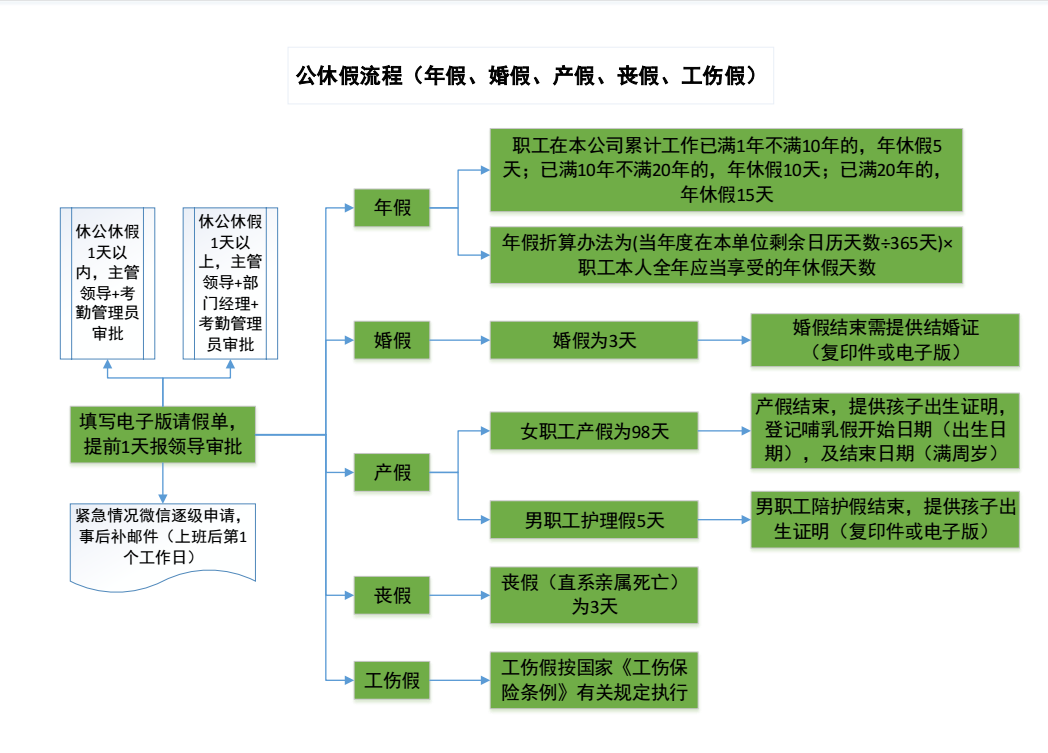 公休假流程（年假、婚假、产假、丧假、工伤假）
职工在本公司累计工作已满1年不满10年的，年休假5
天；已满10年不满20年的，年休假10天；已满20年的，
年休假15天
年假
年假折算办法为(当年度在本单位剩余日历天数÷365天)×
职工本人全年应当享受的年休假天数
休公休假
1天以
内，主管
领导+考
勤管理员
审批
休公休假
1天以
上，主管
领导+部
门经理+
考勤管理
员审批
婚假
婚假为3天
婚假结束需提供结婚证
（复印件或电子版）
填写电子版请假单，
提前1天报领导审批
产假
女职工产假为98天
产假结束，提供孩子出生证明，
登记哺乳假开始日期（出生日
期），及结束日期（满周岁）
男职工护理假5天
男职工陪护假结束，提供孩子出
生证明（复印件或电子版）
紧急情况微信逐级申请，
事后补邮件（上班后第1
个工作日）
丧假
丧假（直系亲属死亡）
为3天
工伤假
工伤假按国家《工伤保
险条例》有关规定执行